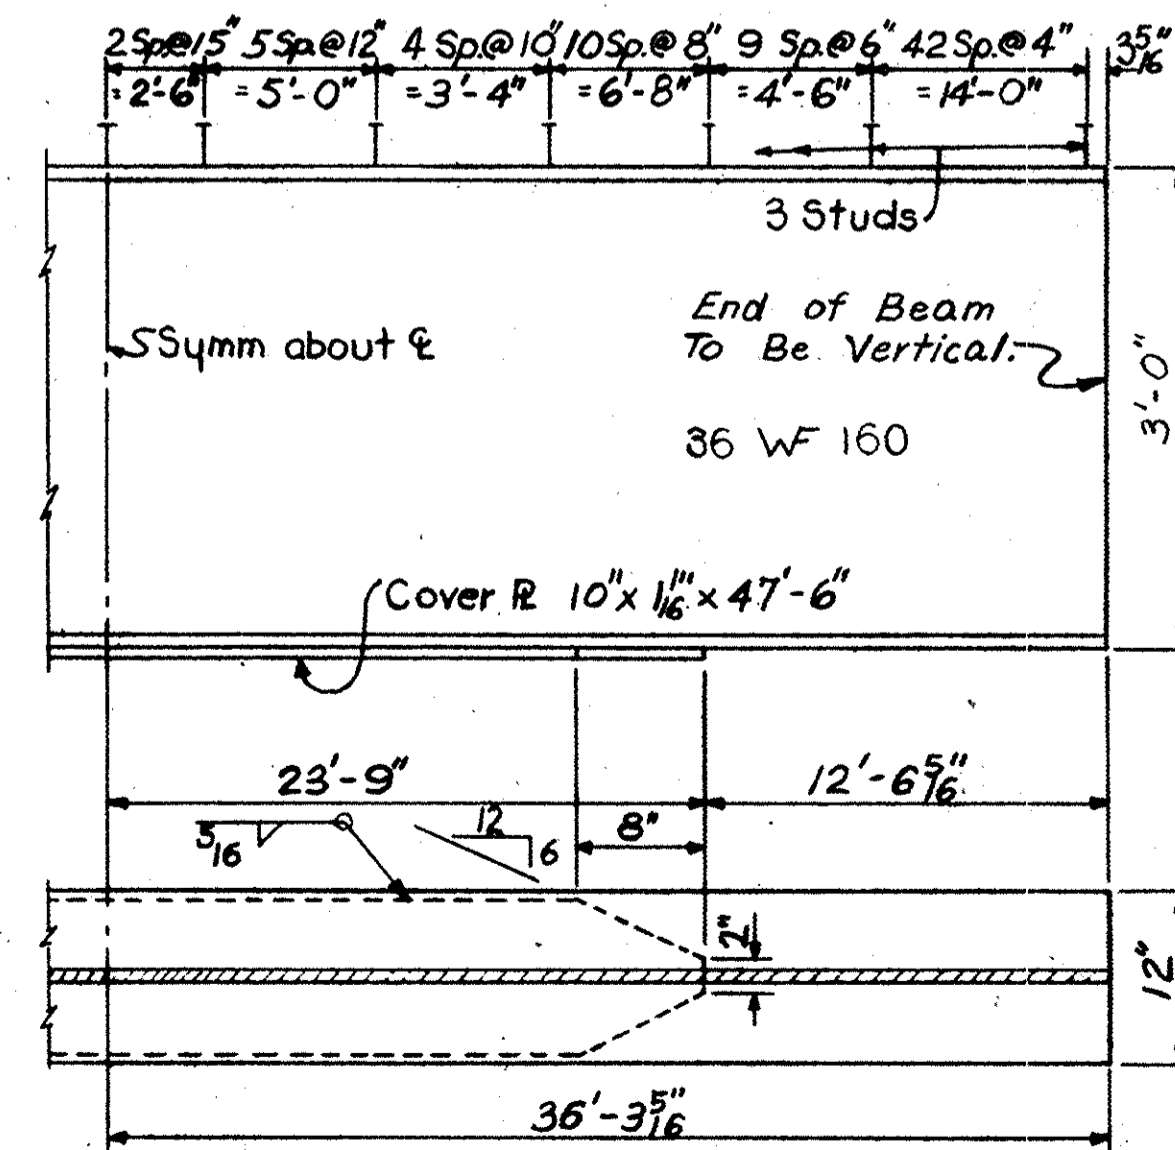 2 Sp.@15" 5 Sp.@12" 4 Sp.@10" 10 Sp.@8" 9 Sp.@6" 42 Sp.@4" 3 5/16"
= 2'-6" = 5'-0" = 3'-4" = 6'-8" = 4'-6" = 14'-0"
3 Studs
End of Beam
To Be Vertical.
Symm about ℄
3'-0"
36 WF 160
Cover ℞ 10" x 1 1/16" x 47'-6"
23'-9" 12'-6 5/16"
5/16 12 6 8"
2"
12"
36'-3 5/16"